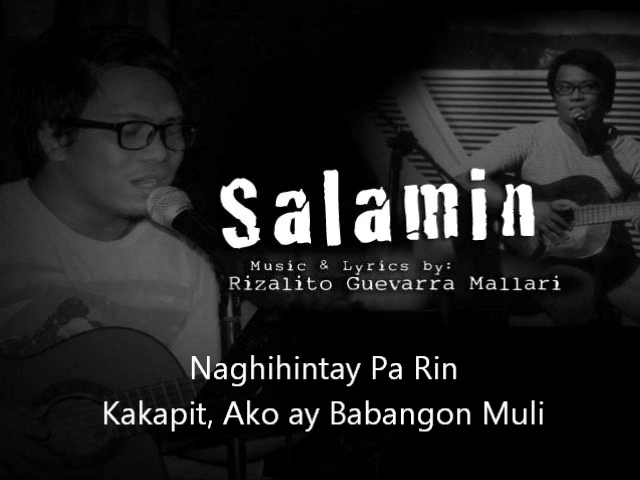 Salamin
Music & Lyrics by:
Rizalito Guevarra Mallari
Naghihintay Pa Rin
Kakapit, Ako ay Babangon Muli